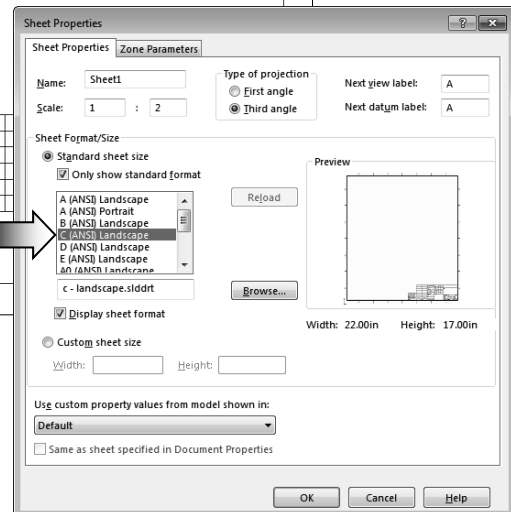 Sheet Properties
Sheet Properties Zone Parameters
Name: Sheet1
Scale: 1 : 2
Type of projection
First angle
Third angle
Next view label: A
Next datum label: A
Sheet Format/Size
Standard sheet size
Only show standard format
A (ANSI) Landscape
A (ANSI) Portrait
B (ANSI) Landscape
C (ANSI) Landscape
D (ANSI) Landscape
E (ANSI) Landscape
A0 (ANSI) Landscape
Reload
c - landscape.slddrt
Browse...
Display sheet format
Custom sheet size
Width: Height:
Preview
Width: 22.00in Height: 17.00in
Use custom property values from model shown in:
Default
Same as sheet specified in Document Properties
OK Cancel Help